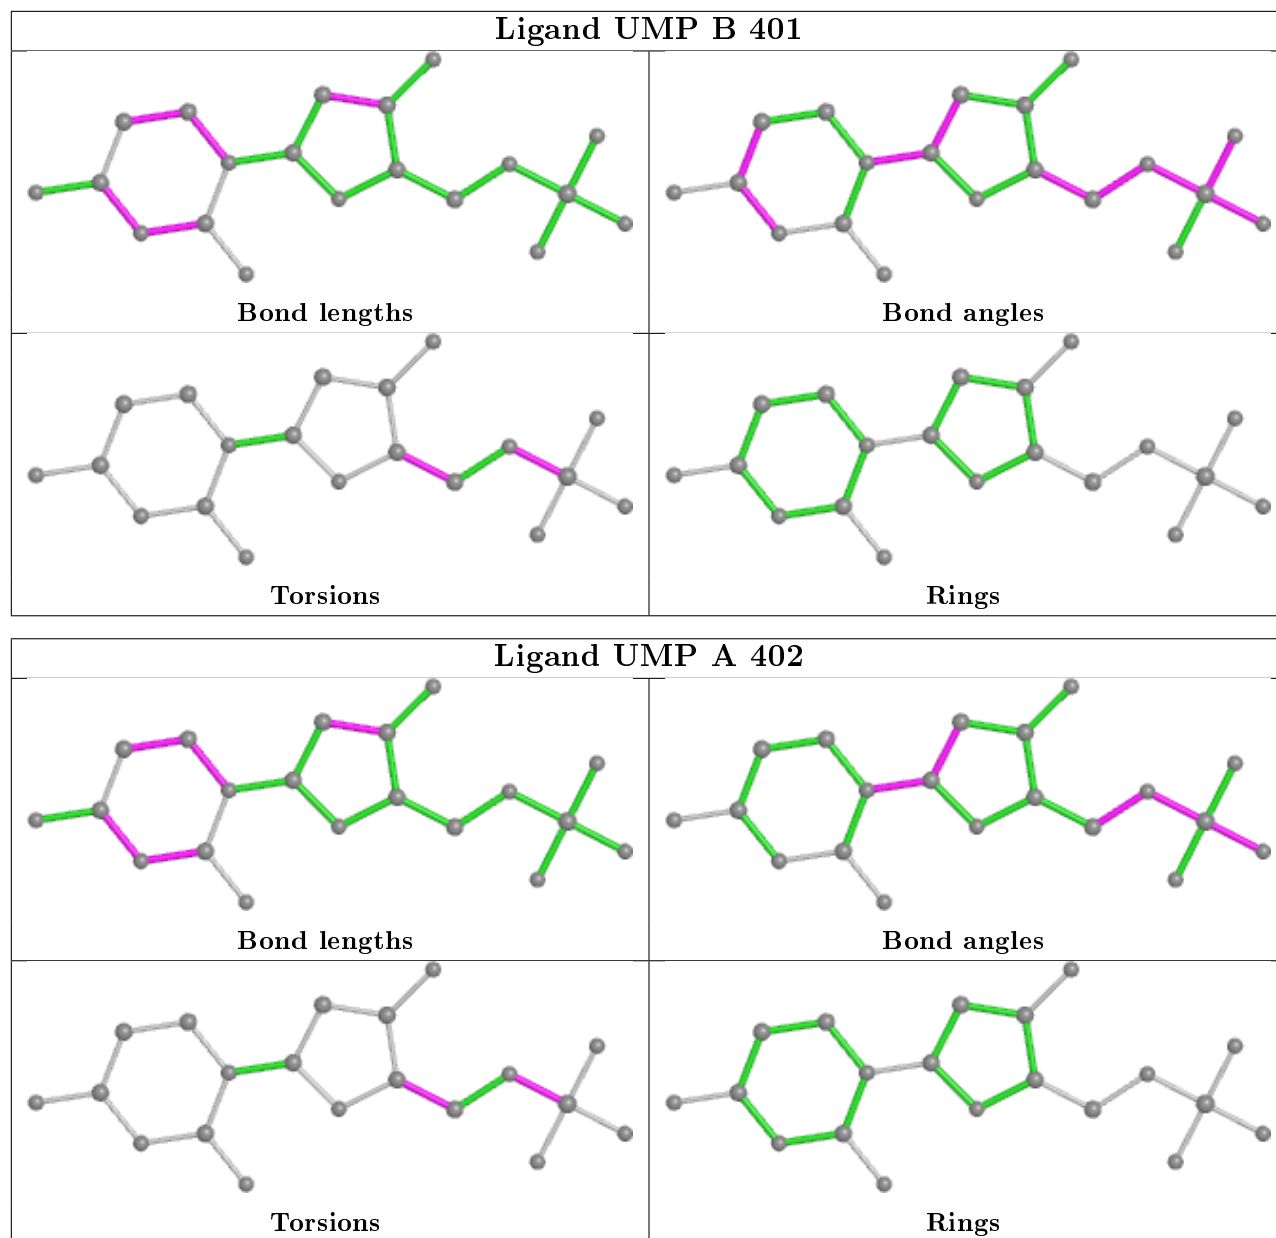 Ligand UMP B 401
Bond lengths
Bond angles
Torsions
Rings
Ligand UMP A 402
Bond lengths
Bond angles
Torsions
Rings